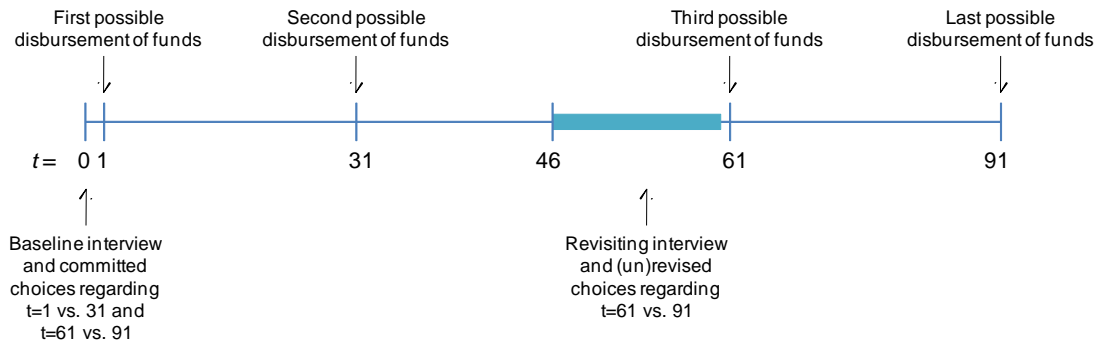 First possible
disbursement of funds
Second possible
disbursement of funds
Third possible
disbursement of funds
Last possible
disbursement of funds
t = 0 1 31 46 61 91
Baseline interview
and committed
choices regarding
t=1 vs. 31 and
t=61 vs. 91
Revisiting interview
and (un)revised
choices regarding
t=61 vs. 91